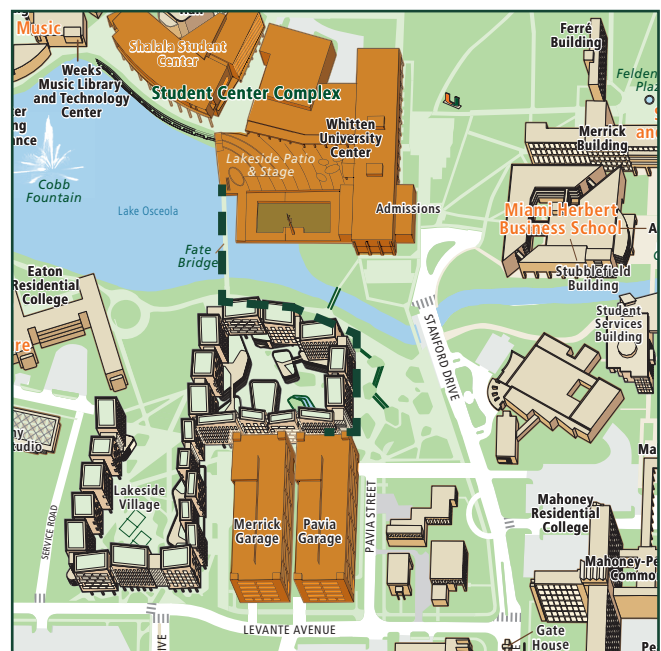 Music
Shalala Student
Center
Ferré
Building
Weeks
Music Library
and Technology
Center
Student Center Complex
Whitten
University
Center
Merrick
Building
Lakeside Patio
& Stage
Cobb
Fountain
Lake Osceola
Admissions
Miami Herbert
Business School
Fate
Bridge
Stubblefield
Building
Eaton
Residential
College
Student
Services
Building
STANFORD DRIVE
Lakeside
Village
SERVICE ROAD
Merrick
Garage
Pavia
Garage
PAVIA STREET
Mahoney
Residential
College
LEVANTE AVENUE
Gate
House